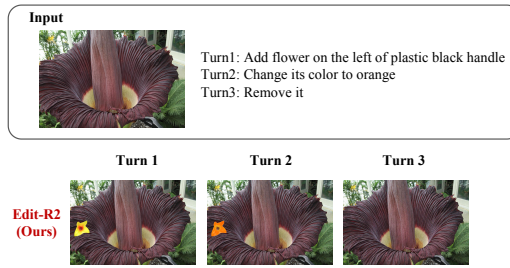 Input
Turn1: Add flower on the left of plastic black handle
Turn2: Change its color to orange
Turn3: Remove it
Turn 1 Turn 2 Turn 3
Edit-R2
(Ours)